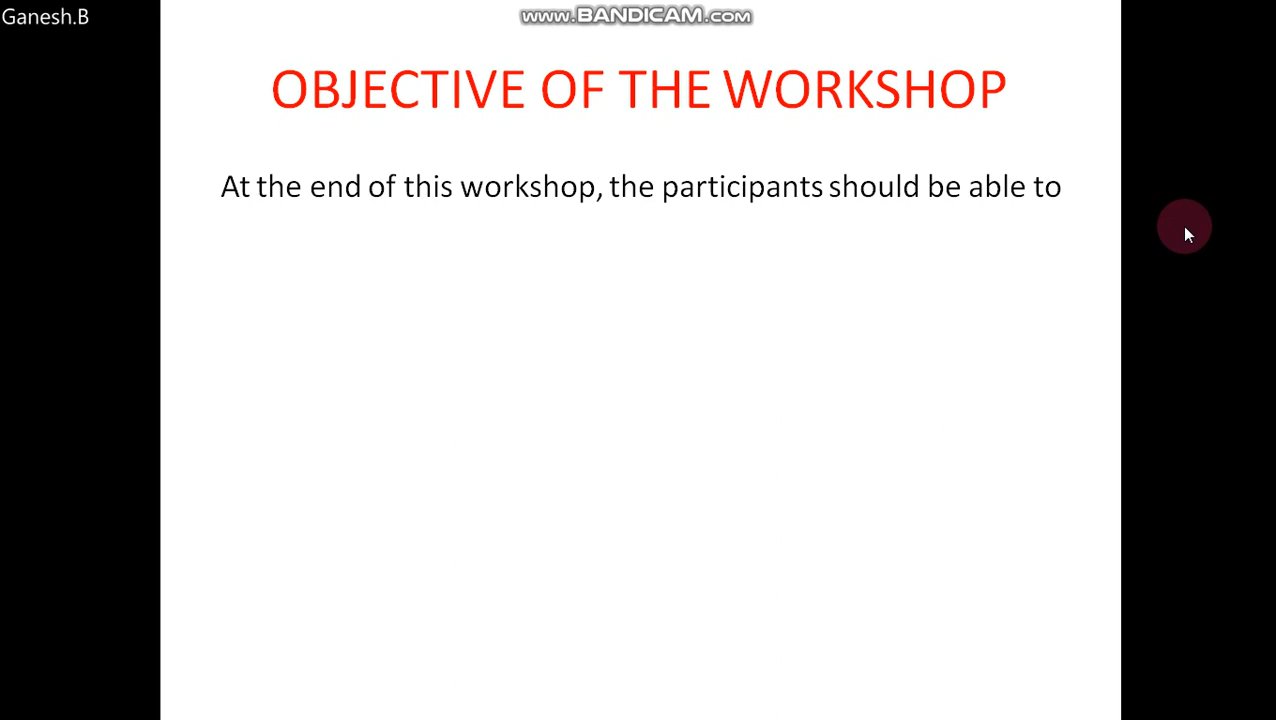 Ganesh.B
www.BANDICAM.com
OBJECTIVE OF THE WORKSHOP
At the end of this workshop, the participants should be able to